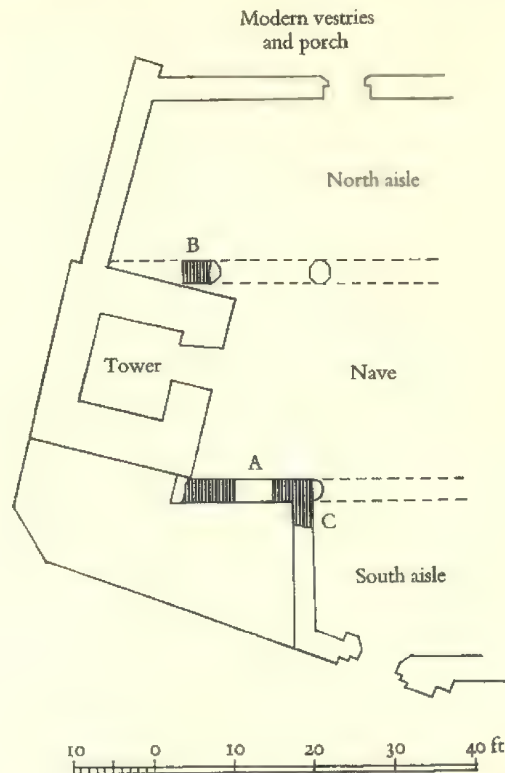 Modern vestries
and porch
North aisle
B
Tower
Nave
A
C
South aisle
10 0 10 20 30 40 ft